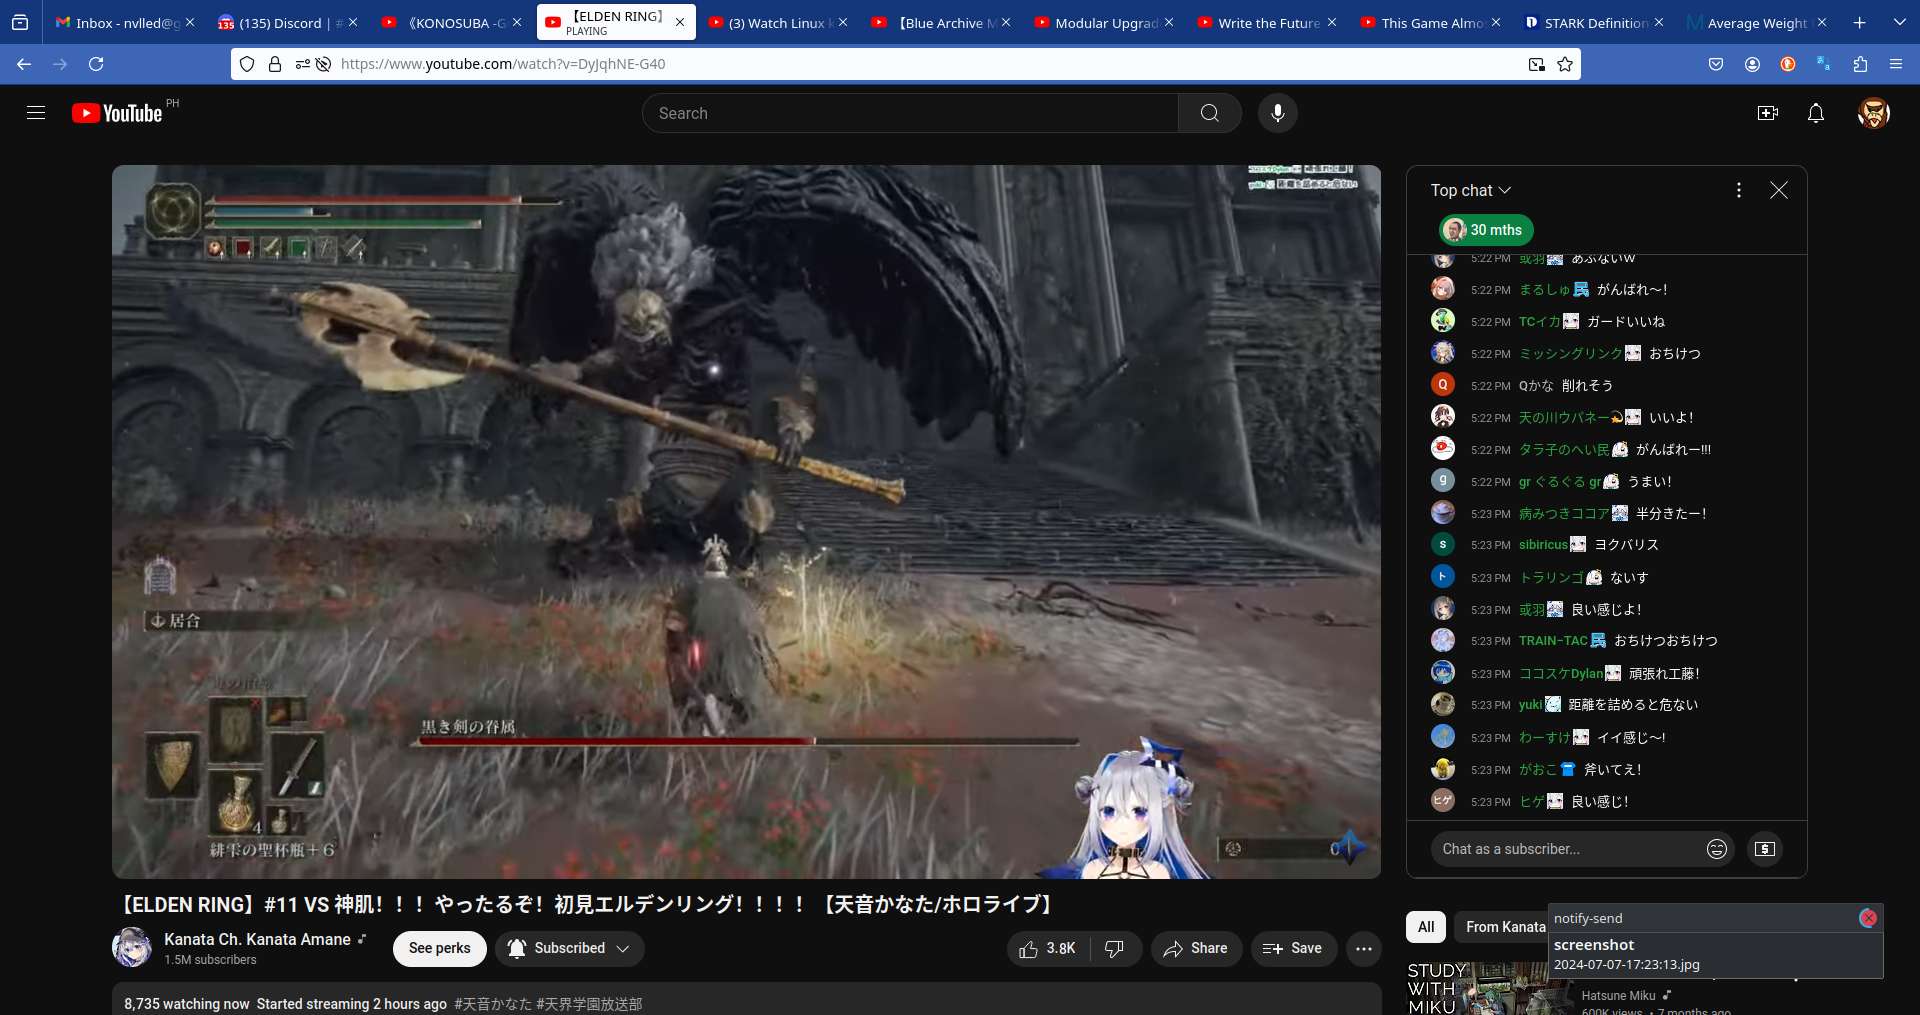 Inbox - nvlled@g
(135) Discord | #
《KONOSUBA -G
【ELDEN RING】
PLAYING
(3) Watch Linux k
【Blue Archive M
Modular Upgrad
Write the Future
This Game Almo
STARK Definition
Average Weight
https://www.youtube.com/watch?v=DyJqhNE-G40
YouTube PH
Search
居合
黒き剣の眷属
4
緋雫の聖杯瓶+6
0
Top chat
30 mths
5:22 PM 或羽 あぶないw
5:22 PM まるしゅ がんばれ〜!
5:22 PM TCイカ ガードいいね
5:22 PM ミッシングリンク おちけつ
Q 5:22 PM Qかな 削れそう
5:22 PM 天の川ウパネー いいよ!
5:22 PM タラ子のへい民 がんばれー!!!
g 5:22 PM gr ぐるぐる gr うまい!
5:23 PM 病みつきココア 半分きたー!
s 5:23 PM sibiricus ヨクバリス
ト 5:23 PM トラリンゴ ないす
5:23 PM 或羽 良い感じよ!
5:23 PM TRAIN-TAC おちけつおちけつ
5:23 PM ココスケDylan 頑張れ工藤!
5:23 PM yuki 距離を詰めると危ない
5:23 PM わーすけ イイ感じ〜!
5:23 PM がおこ 斧いてえ!
ヒゲ 5:23 PM ヒゲ 良い感じ!
Chat as a subscriber...
【ELDEN RING】#11 VS 神肌！！！ やったるぞ！初見エルデンリング！！！！ 【天音かなた/ホロライブ】
Kanata Ch. Kanata Amane
1.5M subscribers
See perks
Subscribed
3.8K
Share
Save
8,735 watching now Started streaming 2 hours ago #天音かなた #天界学園放送部
All
From Kanata
notify-send
screenshot
2024-07-07-17:23:13.jpg
STUDY
WITH
MIKU
Hatsune Miku
600K views • 7 months ago